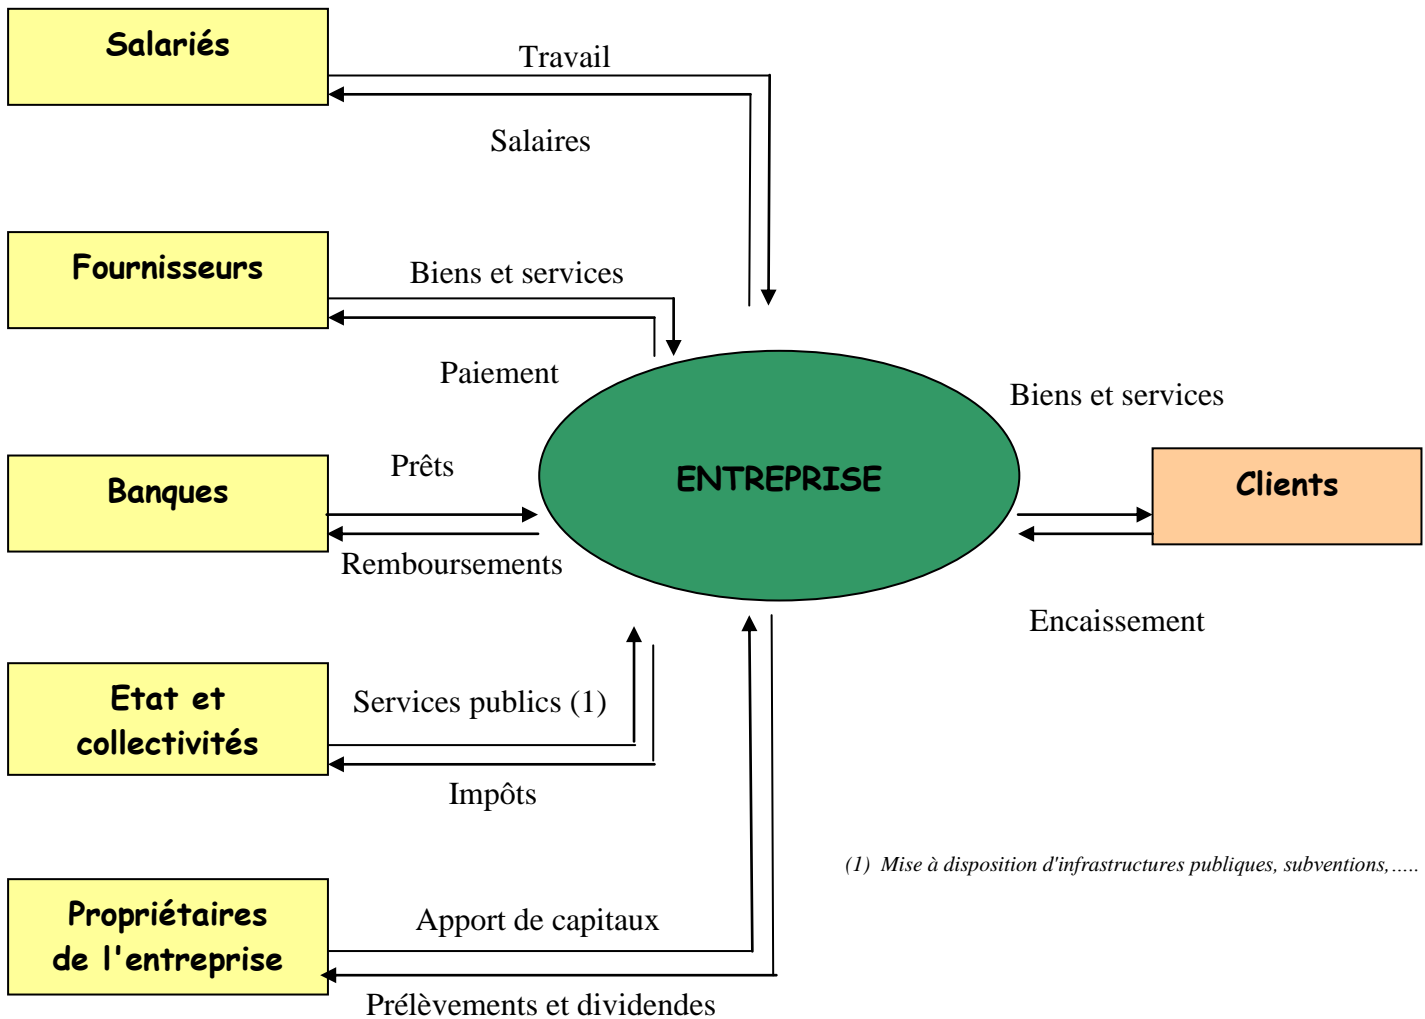 Salariés
Travail
Salaires
Fournisseurs
Biens et services
Paiement
Biens et services
Banques
Prêts
ENTREPRISE
Clients
Remboursements
Encaissement
Etat et
collectivités
Services publics (1)
Impôts
(1) Mise à disposition d'infrastructures publiques, subventions,.....
Propriétaires
de l'entreprise
Apport de capitaux
Prélèvements et dividendes